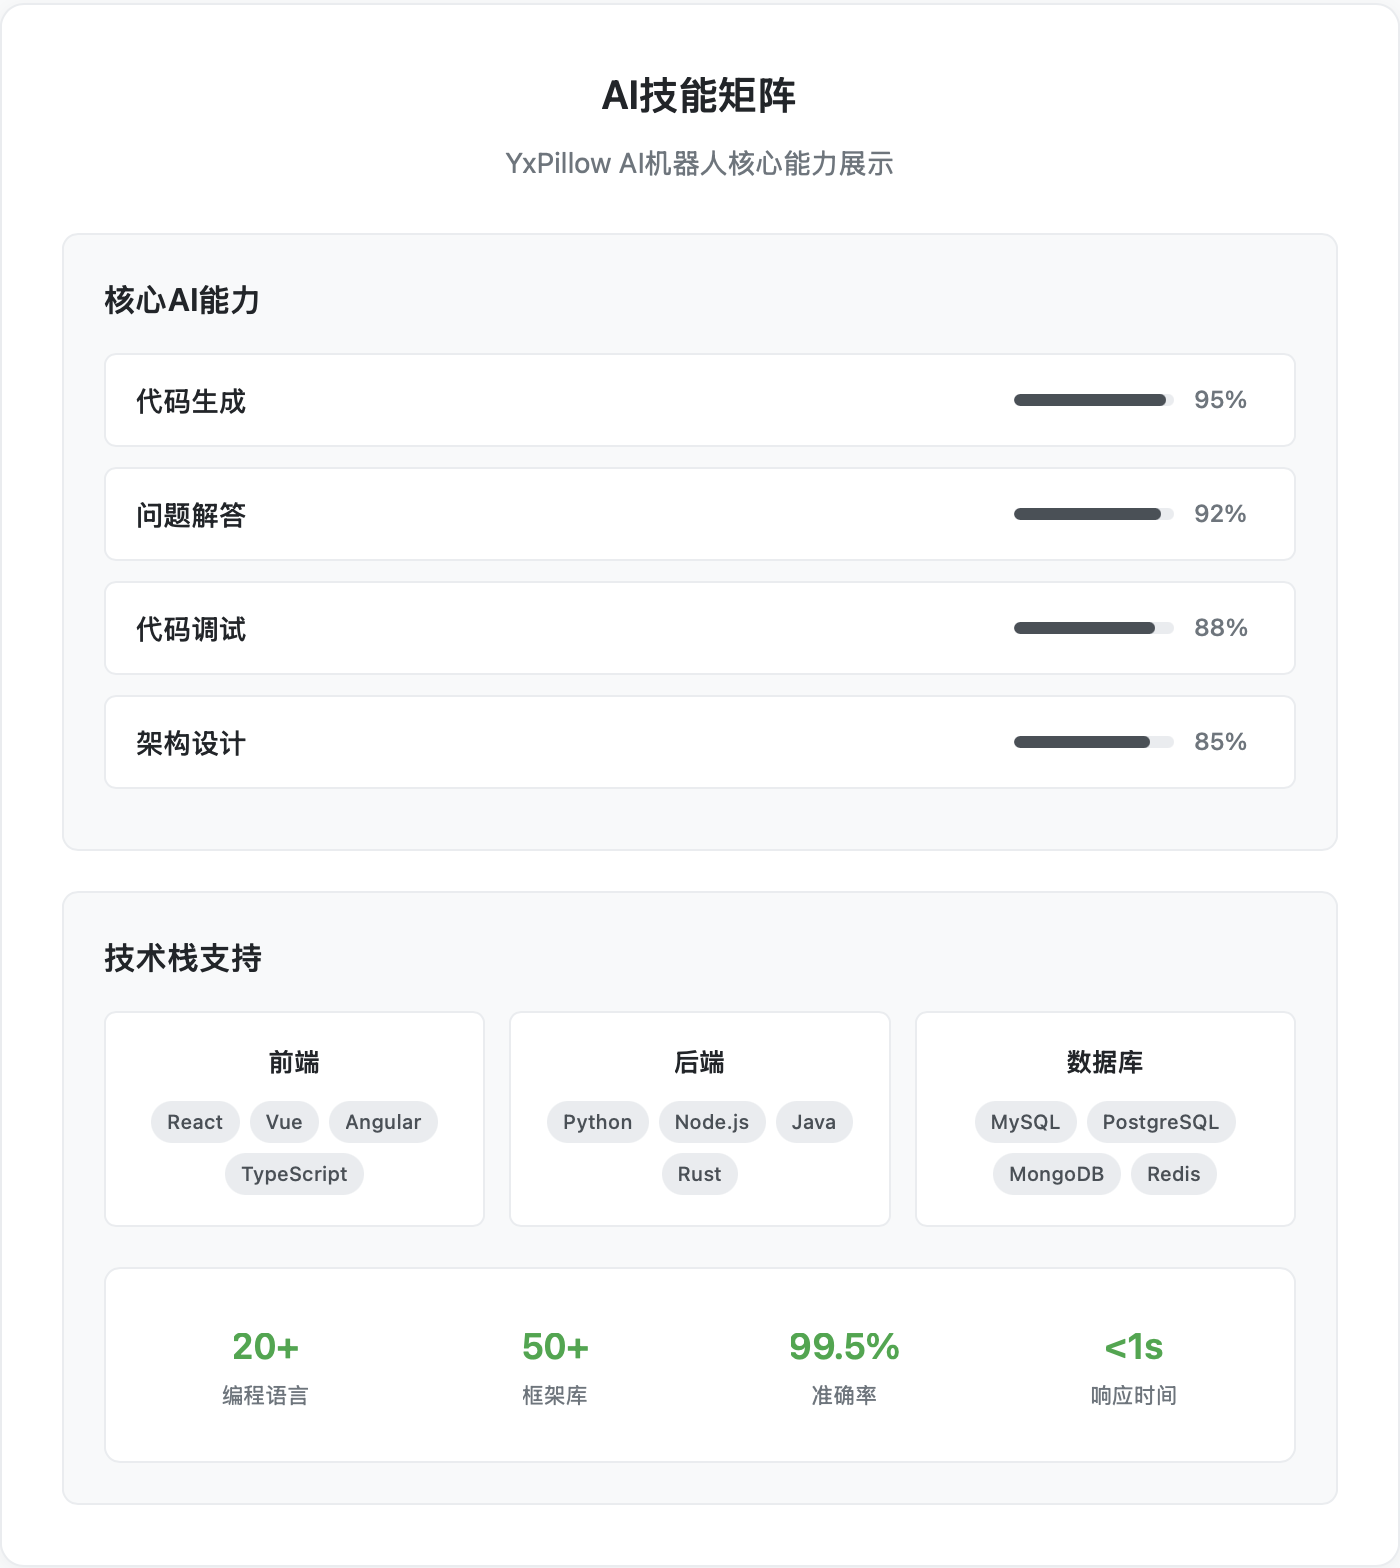 AI技能矩阵
YxPillow AI机器人核心能力展示
核心AI能力
代码生成 95%
问题解答 92%
代码调试 88%
架构设计 85%
技术栈支持
前端
React Vue Angular
TypeScript
后端
Python Node.js Java
Rust
数据库
MySQL PostgreSQL
MongoDB Redis
20+
编程语言
50+
框架库
99.5%
准确率
<1s
响应时间